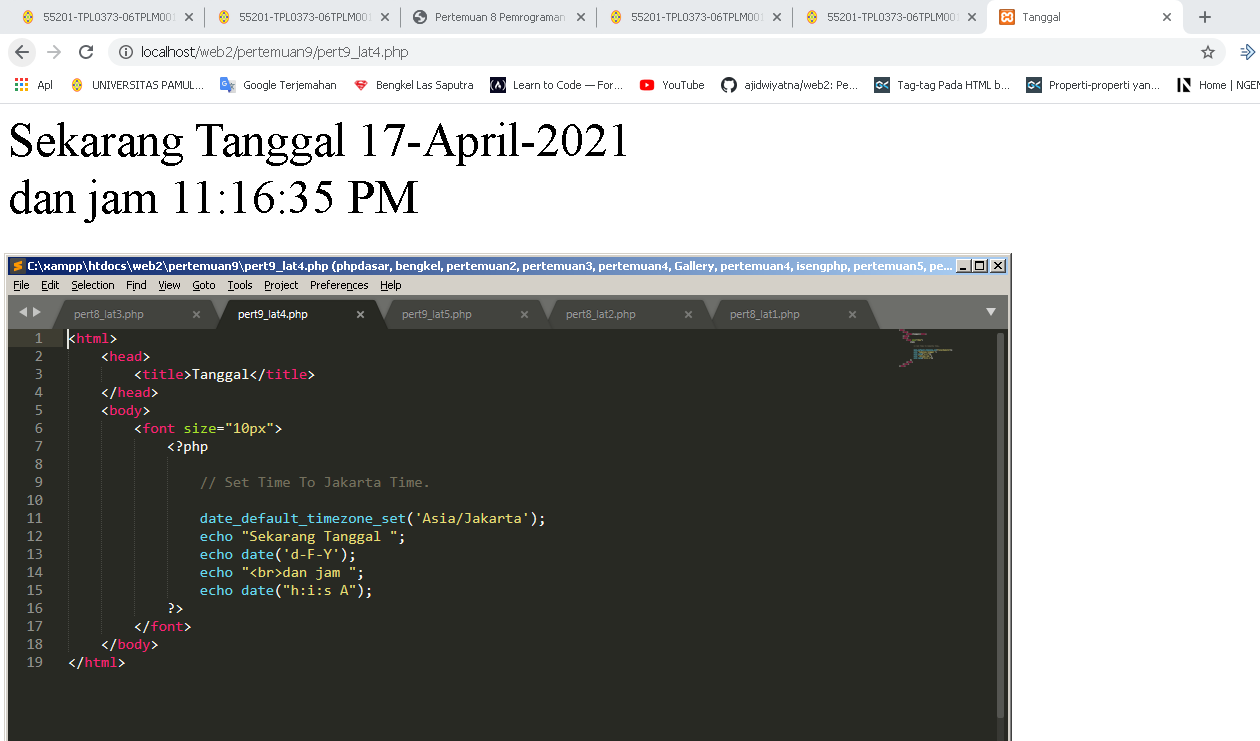 55201-TPL0373-06TPLM001
55201-TPL0373-06TPLM001
Pertemuan 8 Pemrograman
55201-TPL0373-06TPLM001
55201-TPL0373-06TPLM001
Tanggal
localhost/web2/pertemuan9/pert9_lat4.php
Apl UNIVERSITAS PAMUL... Google Terjemahan Bengkel Las Saputra Learn to Code — For... YouTube ajidwiyatna/web2: Pe... Tag-tag Pada HTML b... Properti-properti yan... Home | NGEN
Sekarang Tanggal 17-April-2021
dan jam 11:16:35 PM
C:\xampp\htdocs\web2\pertemuan9\pert9_lat4.php (phpdasar, bengkel, pertemuan2, pertemuan3, pertemuan4, Gallery, pertemuan4, isengphp, pertemuan5, pe...
File Edit Selection Find View Goto Tools Project Preferences Help
pert8_lat3.php pert9_lat4.php pert9_lat5.php pert8_lat2.php pert8_lat1.php
1 <html>
2 <head>
3 <title>Tanggal</title>
4 </head>
5 <body>
6 <font size="10px">
7 <?php
8
9 // Set Time To Jakarta Time.
10
11 date_default_timezone_set('Asia/Jakarta');
12 echo "Sekarang Tanggal ";
13 echo date('d-F-Y');
14 echo "<br>dan jam ";
15 echo date("h:i:s A");
16 ?>
17 </font>
18 </body>
19 </html>